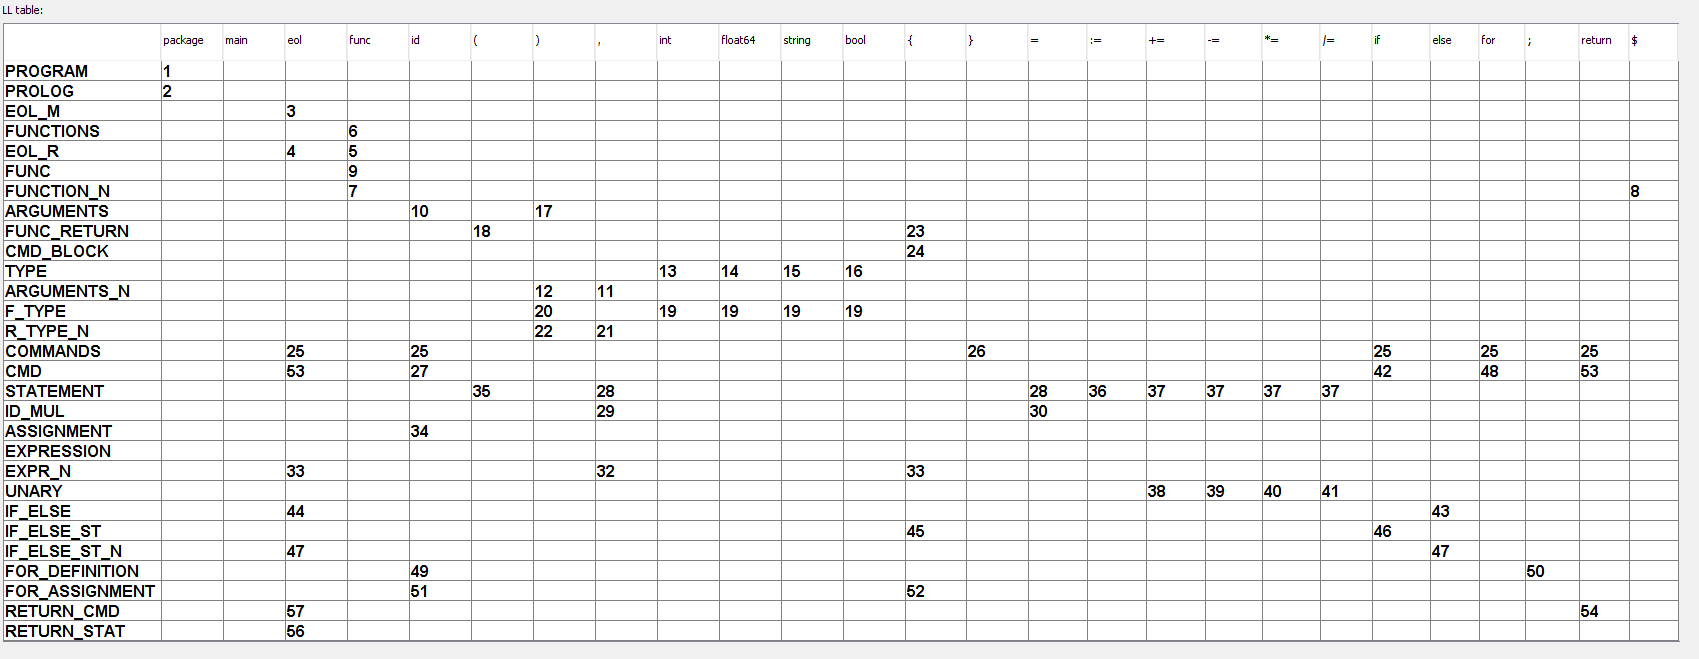 LL table:
package main eol func id ( ) , int float64 string bool { } = := += -= *= /= if else for ; return $
PROGRAM 1
PROLOG 2
EOL_M 3
FUNCTIONS 6
EOL_R 4 5
FUNC 9
FUNCTION_N 7 8
ARGUMENTS 10 17
FUNC_RETURN 18 23
CMD_BLOCK 24
TYPE 13 14 15 16
ARGUMENTS_N 12 11
F_TYPE 20 19 19 19 19
R_TYPE_N 22 21
COMMANDS 25 25 26 25 25 25
CMD 53 27 42 48 53
STATEMENT 35 28 28 36 37 37 37 37
ID_MUL 29 30
ASSIGNMENT 34
EXPRESSION
EXPR_N 33 32 33
UNARY 38 39 40 41
IF_ELSE 44 43
IF_ELSE_ST 45 46
IF_ELSE_ST_N 47 47
FOR_DEFINITION 49 50
FOR_ASSIGNMENT 51 52
RETURN_CMD 57 54
RETURN_STAT 56